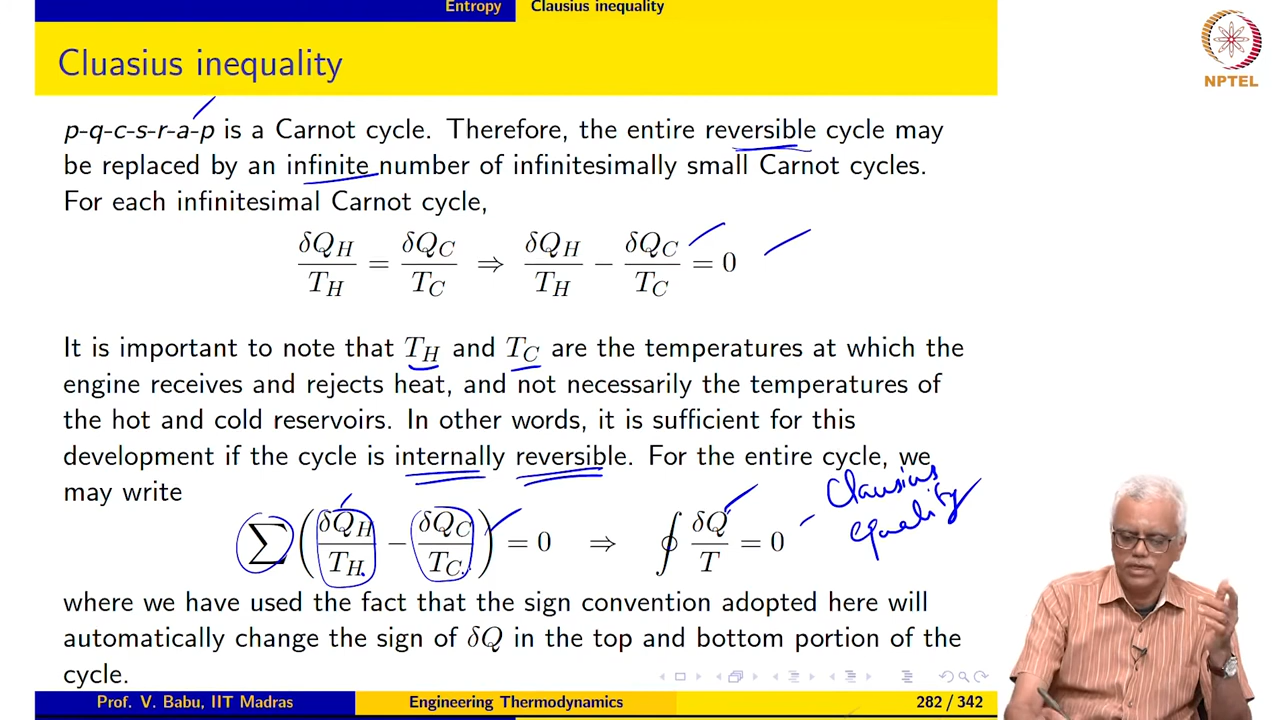 Entropy Clausius inequality
NPTEL
Cluasius inequality
p-q-c-s-r-a-p is a Carnot cycle. Therefore, the entire reversible cycle may
be replaced by an infinite number of infinitesimally small Carnot cycles.
For each infinitesimal Carnot cycle,
δQ_H/T_H = δQ_C/T_C ⇒ δQ_H/T_H − δQ_C/T_C = 0
It is important to note that T_H and T_C are the temperatures at which the
engine receives and rejects heat, and not necessarily the temperatures of
the hot and cold reservoirs. In other words, it is sufficient for this
development if the cycle is internally reversible. For the entire cycle, we
may write
∑ (δQ_H/T_H − δQ_C/T_C) = 0 ⇒ ∮ δQ/T = 0
Clausius
equality
where we have used the fact that the sign convention adopted here will
automatically change the sign of δQ in the top and bottom portion of the
cycle.
Prof. V. Babu, IIT Madras Engineering Thermodynamics 282 / 342